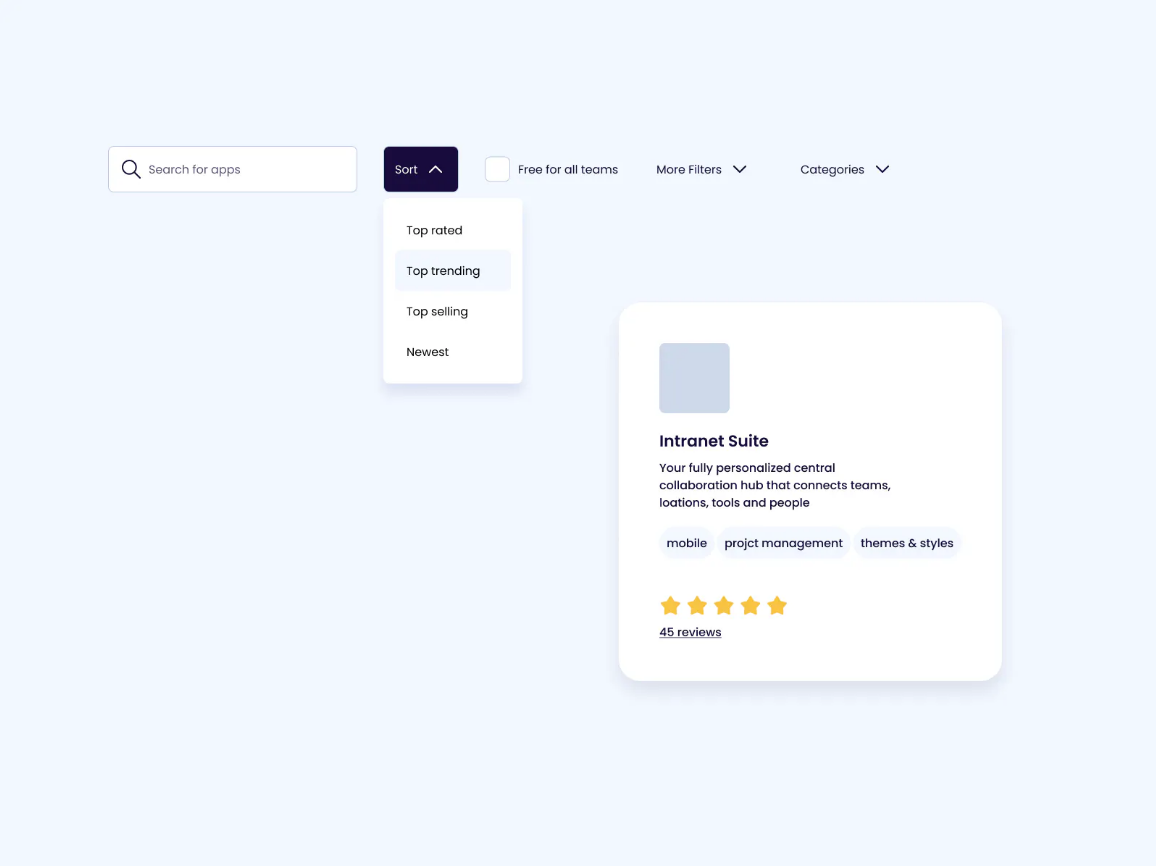 Search for apps
Sort
Free for all teams
More Filters
Categories
Top rated
Top trending
Top selling
Newest
Intranet Suite
Your fully personalized central
collaboration hub that connects teams,
loations, tools and people
mobile projct management themes & styles
45 reviews